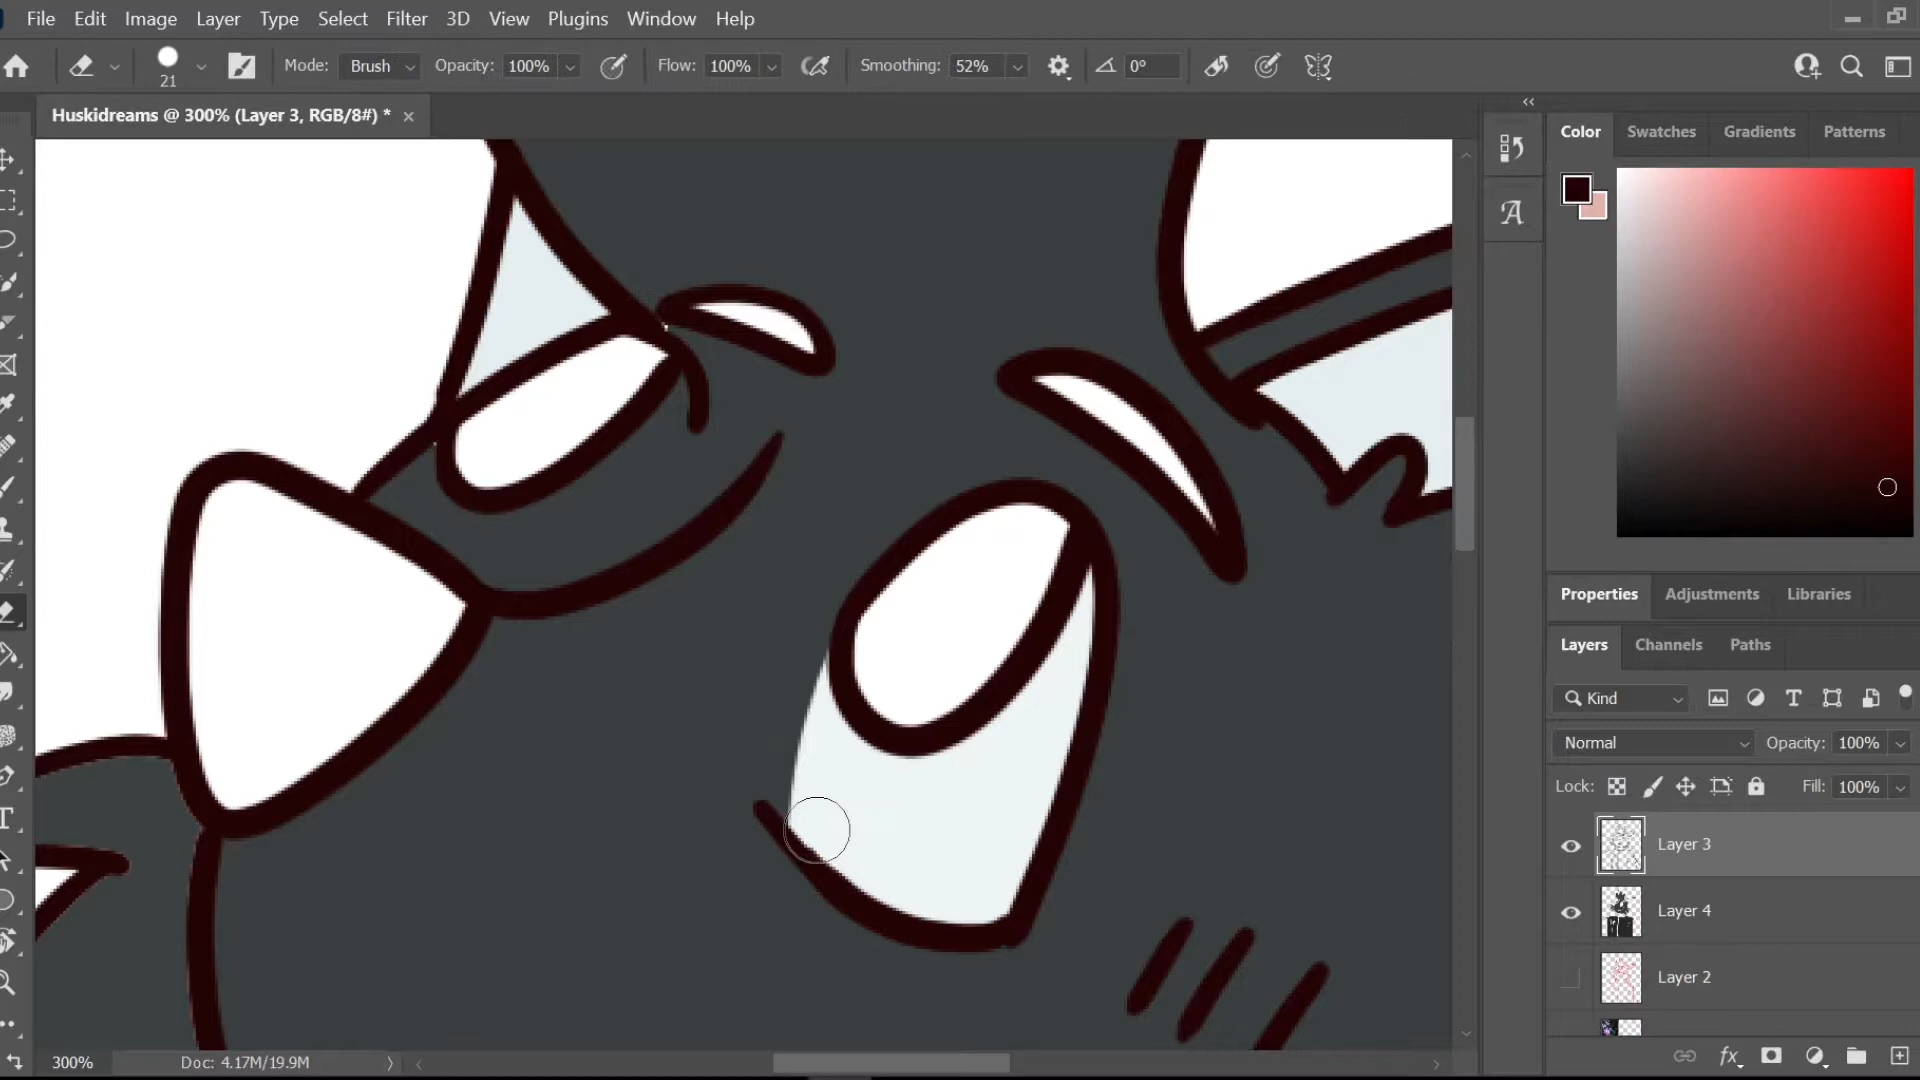 File Edit Image Layer Type Select Filter 3D View Plugins Window Help
21 Mode: Brush Opacity: 100% Flow: 100% Smoothing: 52% 0°
Huskidreams @ 300% (Layer 3, RGB/8#) * ×
Color Swatches Gradients Patterns
Properties Adjustments Libraries
Layers Channels Paths
Kind
Normal Opacity: 100%
Lock: Fill: 100%
Layer 3
Layer 4
Layer 2
300% Doc: 4.17M/19.9M